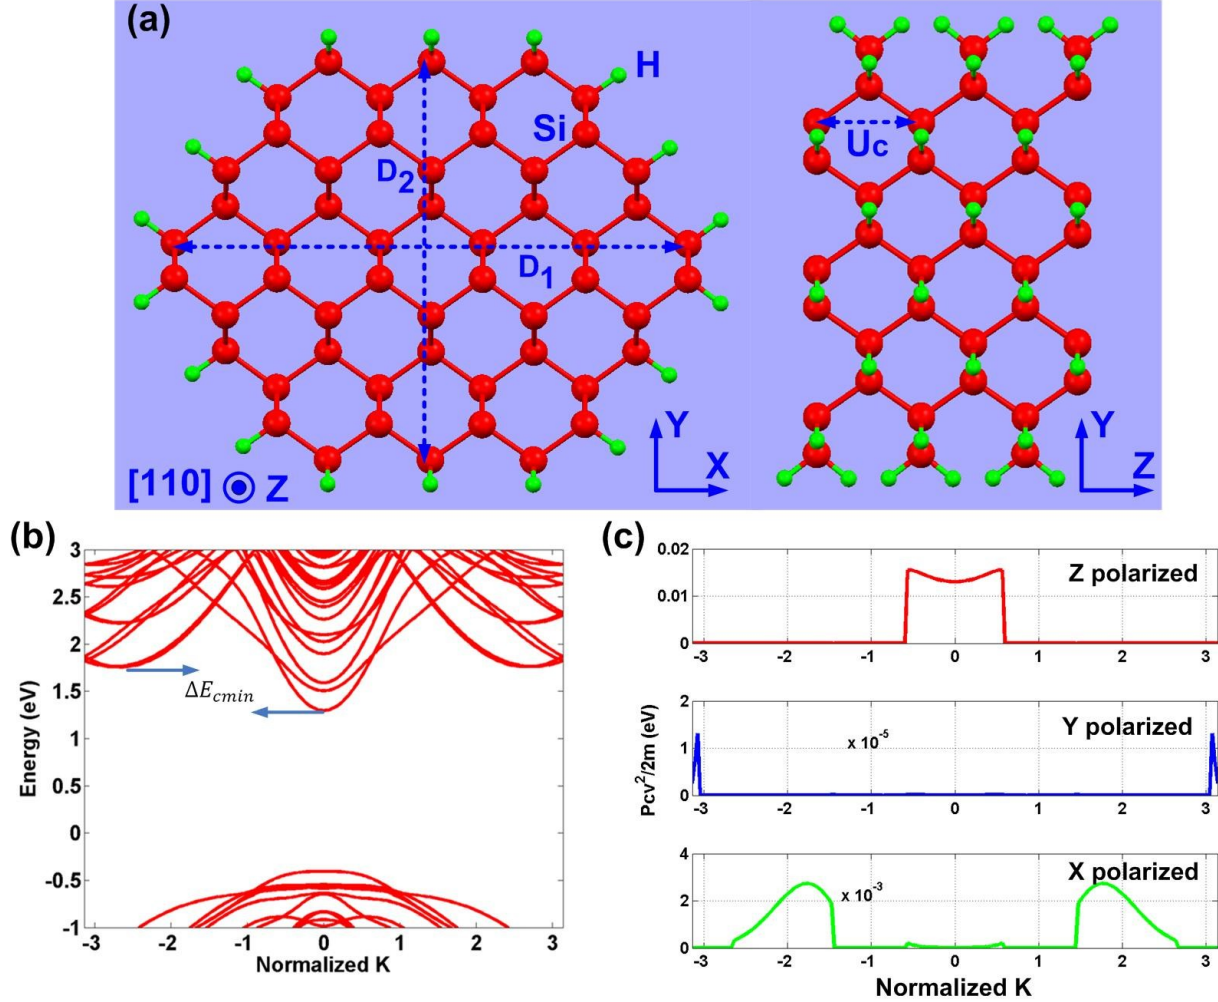 (a)
H
Si
D2
D1
[110] Z
Y
X
Uc
Y
Z
(b)
3
2.5
2
1.5
1
0.5
0
-0.5
-1
ΔEcmin
Energy (eV)
-3 -2 -1 0 1 2 3
Normalized K
(c)
0.02
0.01
0
Z polarized
-3 -2 -1 0 1 2 3
2
1
0
x 10-5
Y polarized
-3 -2 -1 0 1 2 3
Pcv2/2m (eV)
4
2
0
x 10-3
X polarized
-3 -2 -1 0 1 2 3
Normalized K